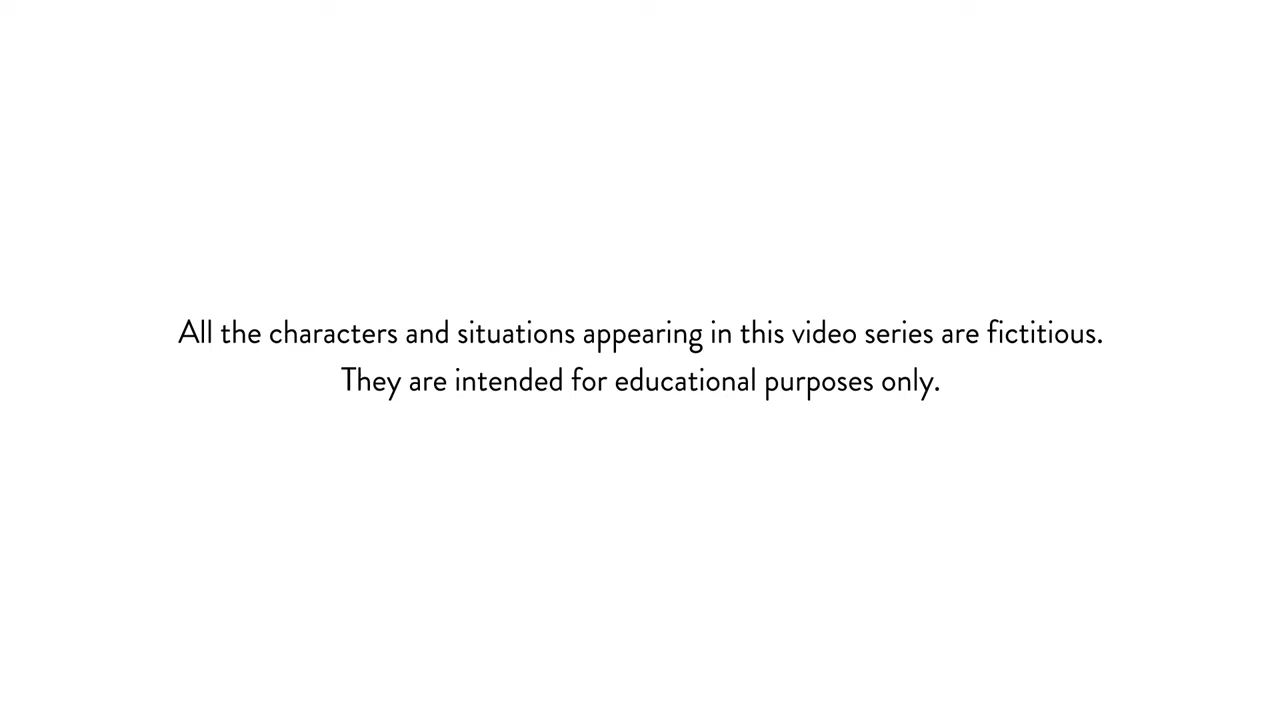 All the characters and situations appearing in this video series are fictitious.
They are intended for educational purposes only.